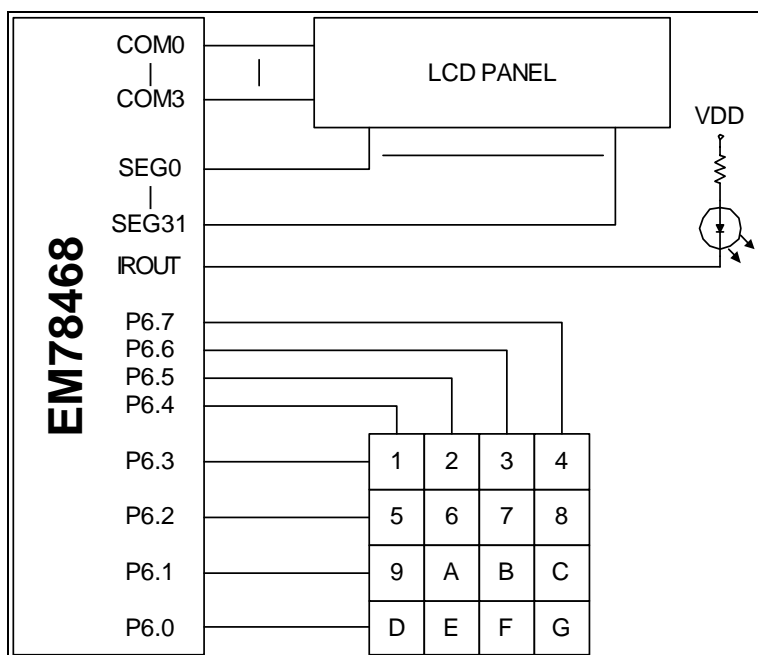 EM78468
COM0
COM3
SEG0
SEG31
IROUT
P6.7
P6.6
P6.5
P6.4
P6.3
P6.2
P6.1
P6.0
LCD PANEL
VDD
1 2 3 4
5 6 7 8
9 A B C
D E F G